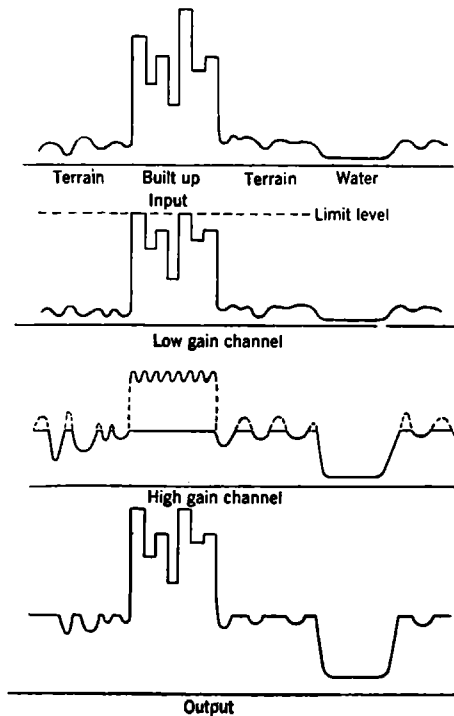 Terrain Built up Terrain Water
Input
Limit level
Low gain channel
High gain channel
Output